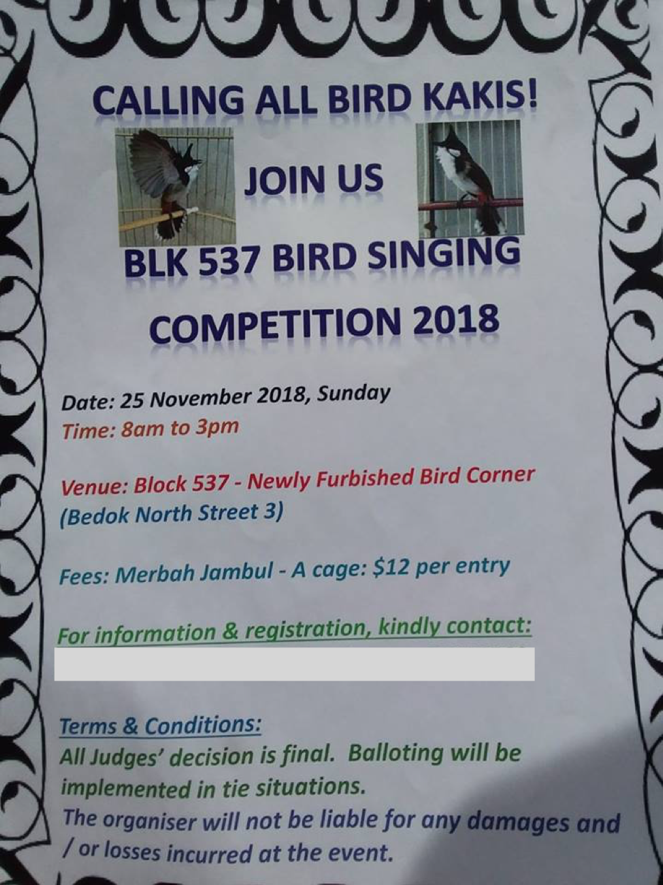 CALLING ALL BIRD KAKIS!
JOIN US
BLK 537 BIRD SINGING
COMPETITION 2018
Date: 25 November 2018, Sunday
Time: 8am to 3pm
Venue: Block 537 - Newly Furbished Bird Corner
(Bedok North Street 3)
Fees: Merbah Jambul - A cage: $12 per entry
For information & registration, kindly contact:
Terms & Conditions:
All Judges’ decision is final. Balloting will be
implemented in tie situations.
The organiser will not be liable for any damages and
/ or losses incurred at the event.